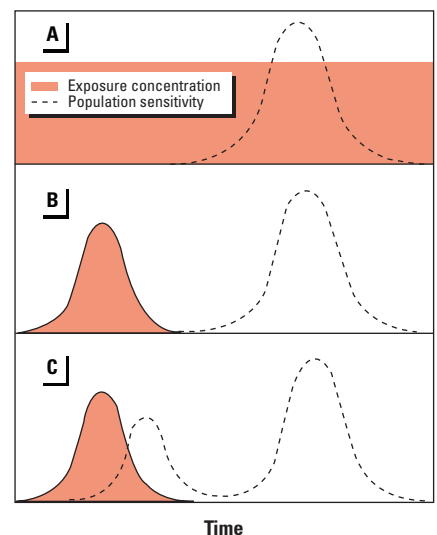 A
Exposure concentration
Population sensitivity
B
C
Time